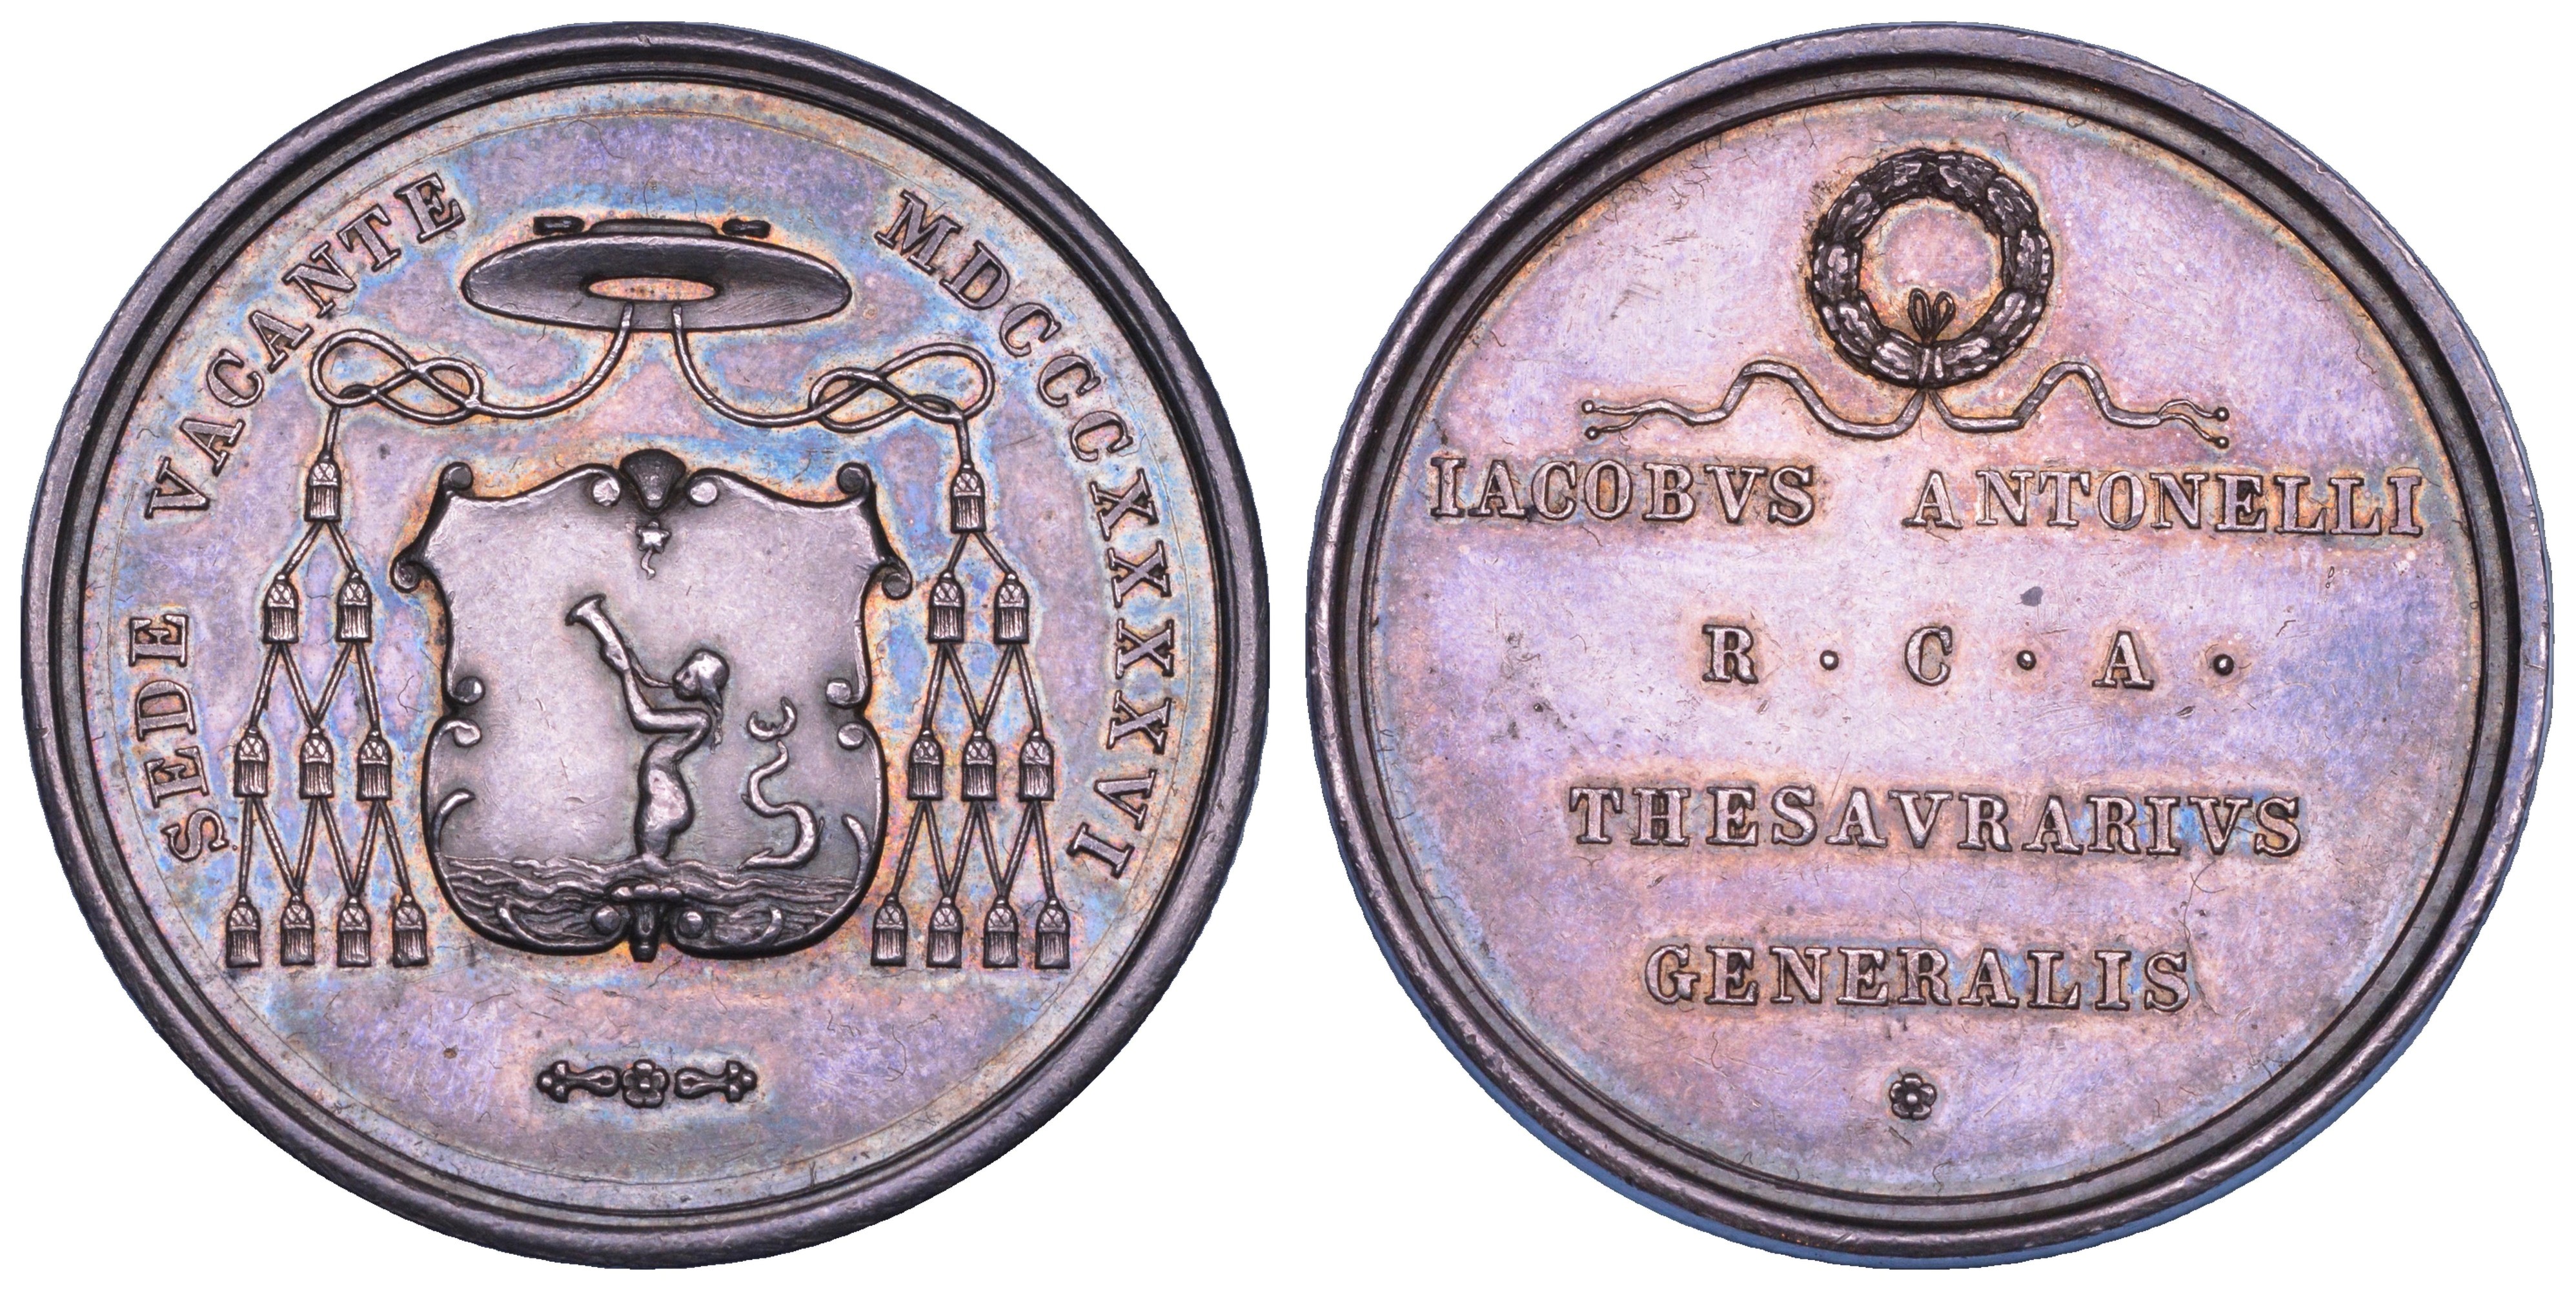 SEDE VACANTE MDCCCXXXXVI
IACOBVS ANTONELLI
R · C · A ·
THESAVRARIVS
GENERALIS